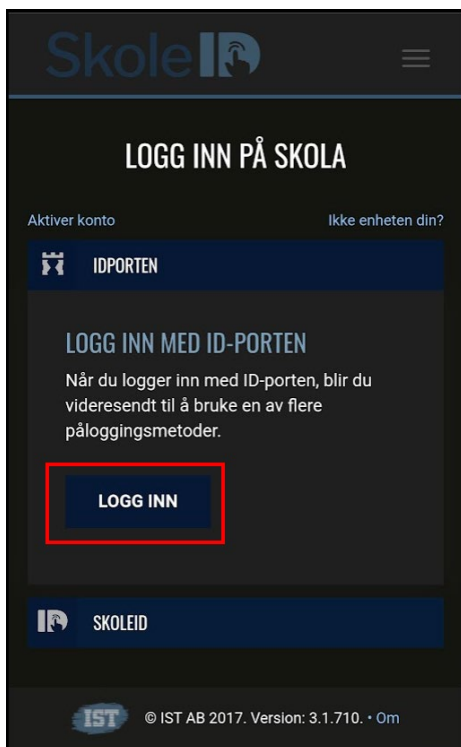 SkoleID
LOGG INN PÅ SKOLA
Aktiver konto
Ikke enheten din?
IDPORTEN
LOGG INN MED ID-PORTEN
Når du logger inn med ID-porten, blir du
videresendt til å bruke en av flere
påloggingsmetoder.
LOGG INN
ID SKOLEID
IST © IST AB 2017. Version: 3.1.710. • Om